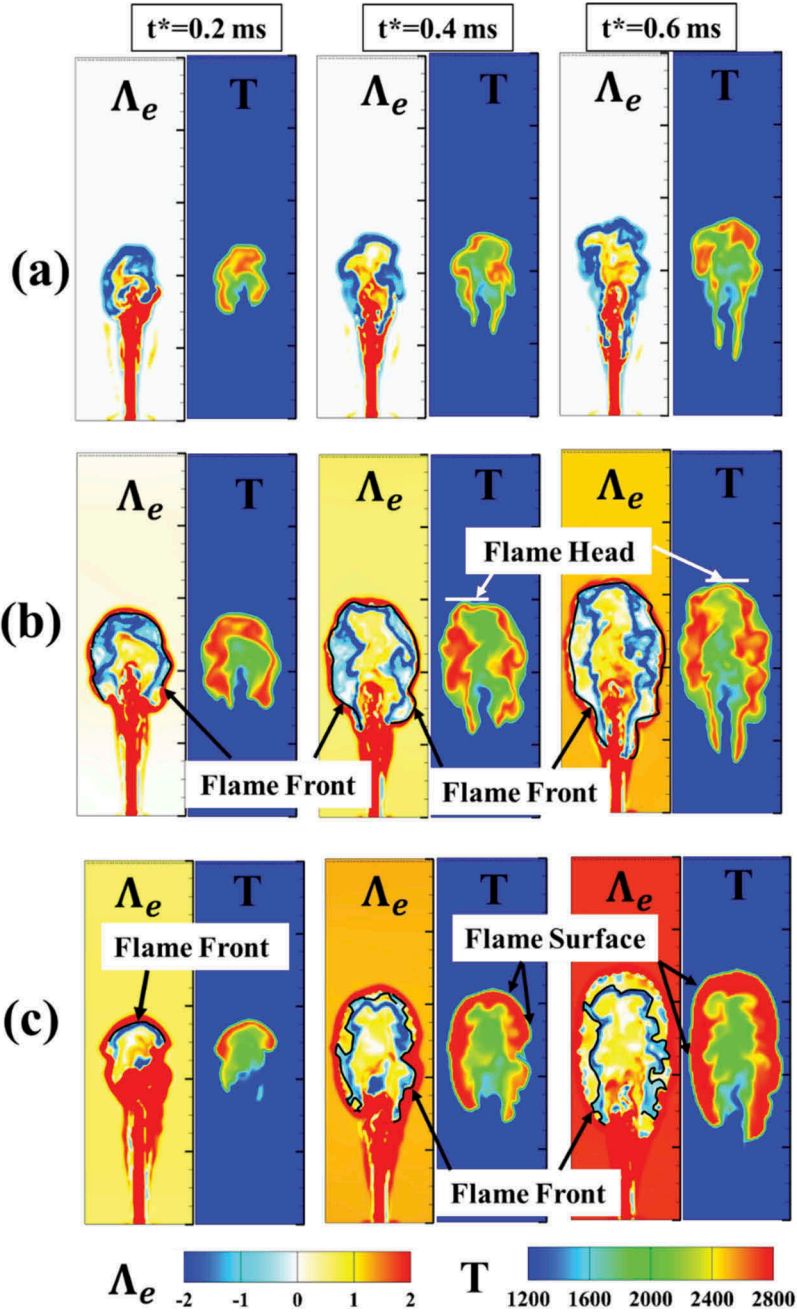 t*=0.2 ms t*=0.4 ms t*=0.6 ms
Λe T Λe T Λe T
(a)
Λe T Λe T Λe T
Flame Head
(b)
Flame Front Flame Front
Λe T Λe T Λe T
Flame Front Flame Surface
(c)
Flame Front
Λe -2 -1 0 1 2 T 1200 1600 2000 2400 2800